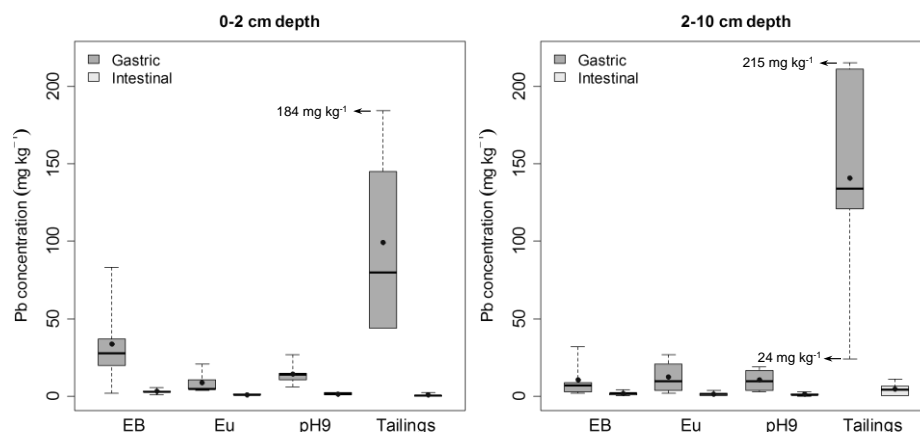 0-2 cm depth
Pb concentration (mg kg⁻¹)
200
150
100
50
0
Gastric
Intestinal
184 mg kg⁻¹
EB Eu pH9 Tailings
2-10 cm depth
Pb concentration (mg kg⁻¹)
200
150
100
50
0
Gastric
Intestinal
215 mg kg⁻¹
24 mg kg⁻¹
EB Eu pH9 Tailings